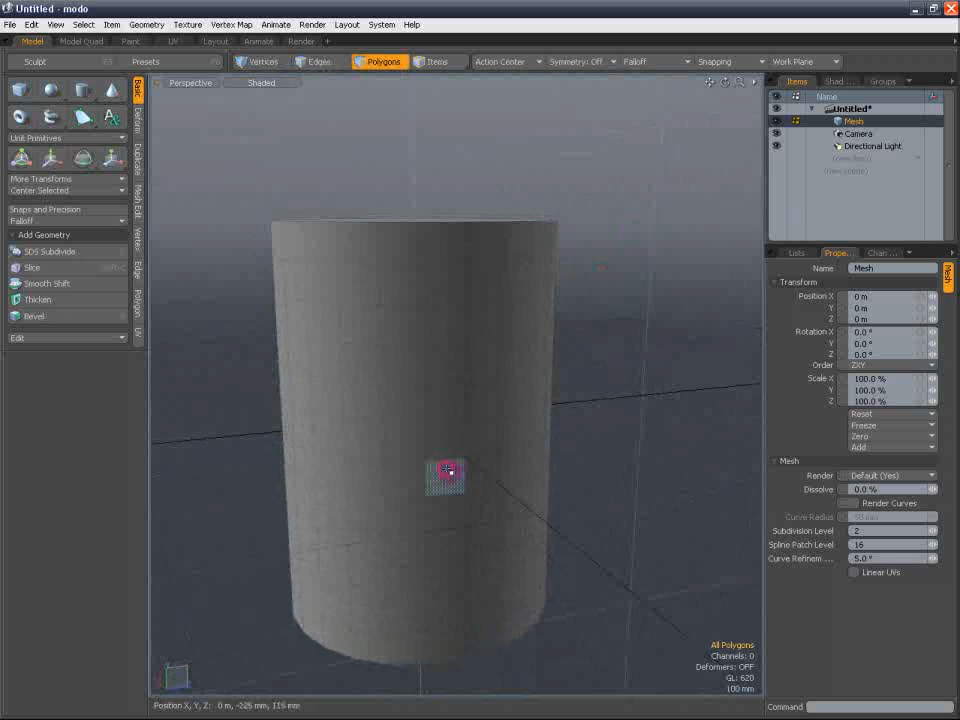 Untitled * - modo
File Edit View Select Item Geometry Texture Vertex Map Animate Render Layout System Help
Model Model Quad Paint UV Layout Animate Render +
Sculpt F5 Presets F6 Vertices Edges Polygons Items Action Center Symmetry: Off Falloff Snapping Work Plane
Perspective Shaded
Basic
Deform
Duplicate
Mesh Edit
Vertex
Edge
Polygon
UV
Unit Primitives
More Transforms
Center Selected
Snaps and Precision
Falloff
Add Geometry
SDS Subdivide
Slice Shift-C
Smooth Shift
Thicken
Bevel
Edit
Items Shad ... Groups
Name
Untitled*
Mesh
Camera
Directional Light
(new item)
(new scene)
Lists Prope... Chan ...
Name Mesh
Mesh
Transform
Position X 0 m
Y 0 m
Z 0 m
Rotation X 0.0 °
Y 0.0 °
Z 0.0 °
Order ZXY
Scale X 100.0 %
Y 100.0 %
Z 100.0 %
Reset
Freeze
Zero
Add
Mesh
Render Default (Yes)
Dissolve 0.0 %
Render Curves
Curve Radius
Subdivision Level 2
Spline Patch Level 16
Curve Refinem ... 5.0 °
Linear UVs
All Polygons
Channels: 0
Deformers: OFF
GL: 620
100 mm
Position X, Y, Z: 0 m, -225 mm, 115 mm
Command